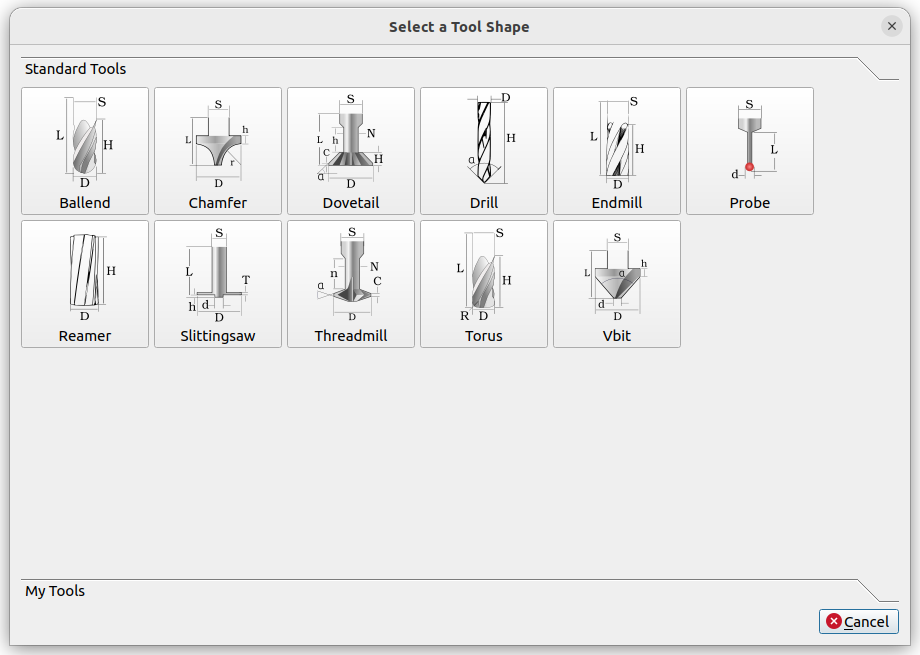 Select a Tool Shape
Standard Tools
S
L
H
D
Ballend
S
h
L
r
D
Chamfer
S
L
N
h
C
H
α
D
Dovetail
D
H
α
Drill
S
L
H
D
Endmill
S
L
d
Probe
H
D
Reamer
S
L
T
h d
D
Slittingsaw
S
N
n
C
α
D
Threadmill
S
L
H
R D
Torus
S
h
L
α
d
D
Vbit
My Tools
Cancel